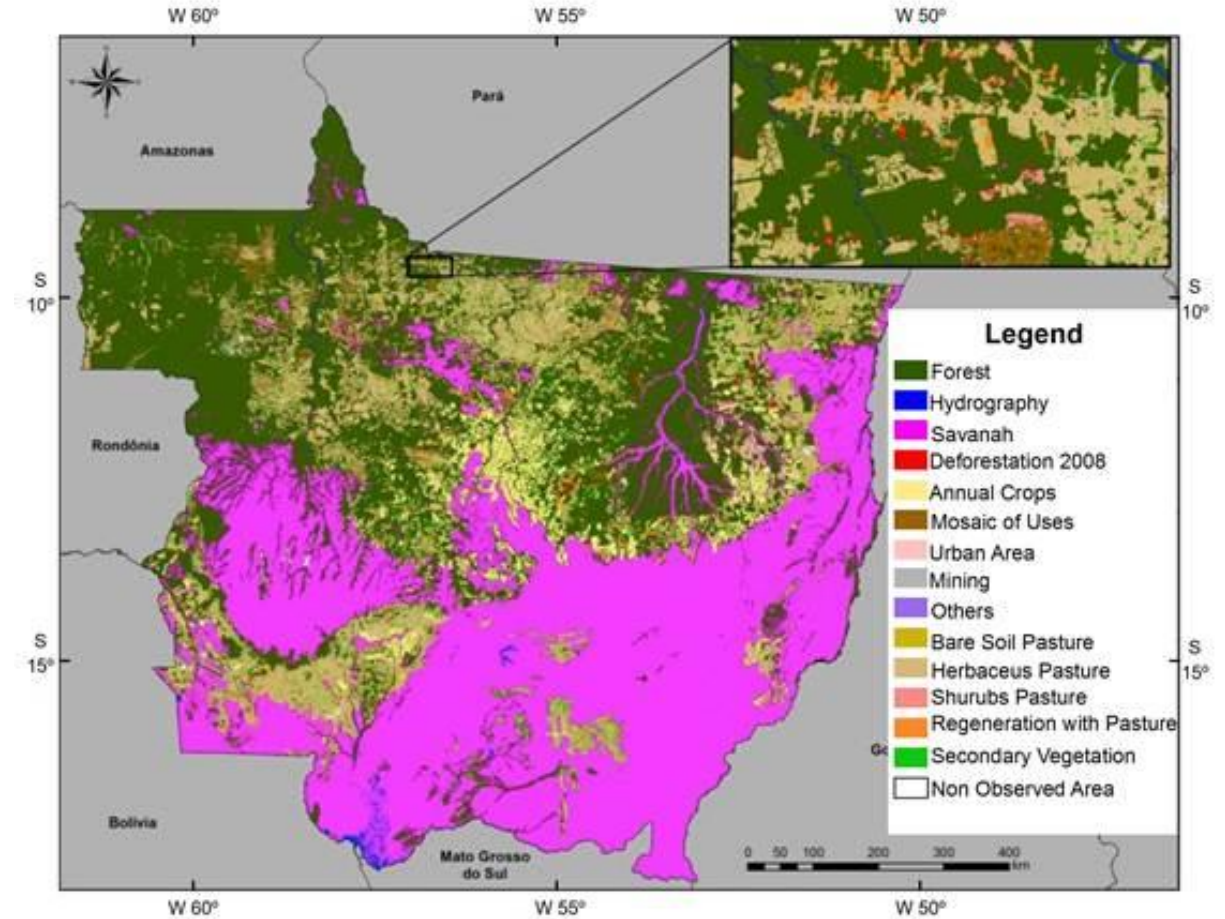 W 60º
W 55º
W 50º
Pará
Amazonas
S
10º
S
10º
Legend
Forest
Hydrography
Savanah
Deforestation 2008
Annual Crops
Mosaic of Uses
Urban Area
Mining
Others
Bare Soil Pasture
Herbaceus Pasture
Shurubs Pasture
Regeneration with Pasture
Secondary Vegetation
Non Observed Area
Rondônia
S
15º
S
15º
Go
Bolívia
Mato Grosso
do Sul
0 50 100 200 300 400
km
W 60º
W 55º
W 50º